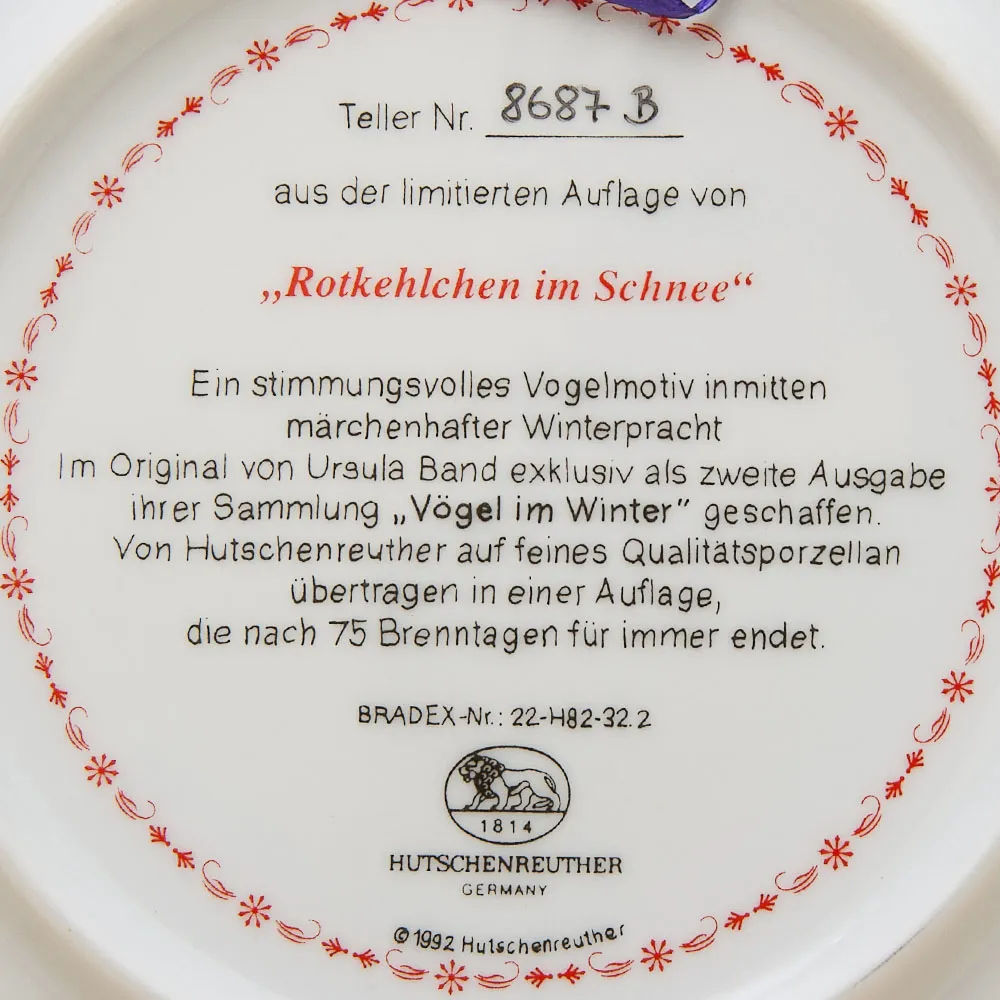 Teller Nr. 8687 B
aus der limitierten Auflage von
„Rotkehlchen im Schnee“
Ein stimmungsvolles Vogelmotiv inmitten
märchenhafter Winterpracht
Im Original von Ursula Band exklusiv als zweite Ausgabe
ihrer Sammlung „Vögel im Winter” geschaffen.
Von Hutschenreuther auf feines Qualitätsporzellan
übertragen in einer Auflage,
die nach 75 Brenntagen für immer endet.
BRADEX-Nr.: 22-H82-32.2
1814
HUTSCHENREUTHER
GERMANY
© 1992 Hutschenreuther